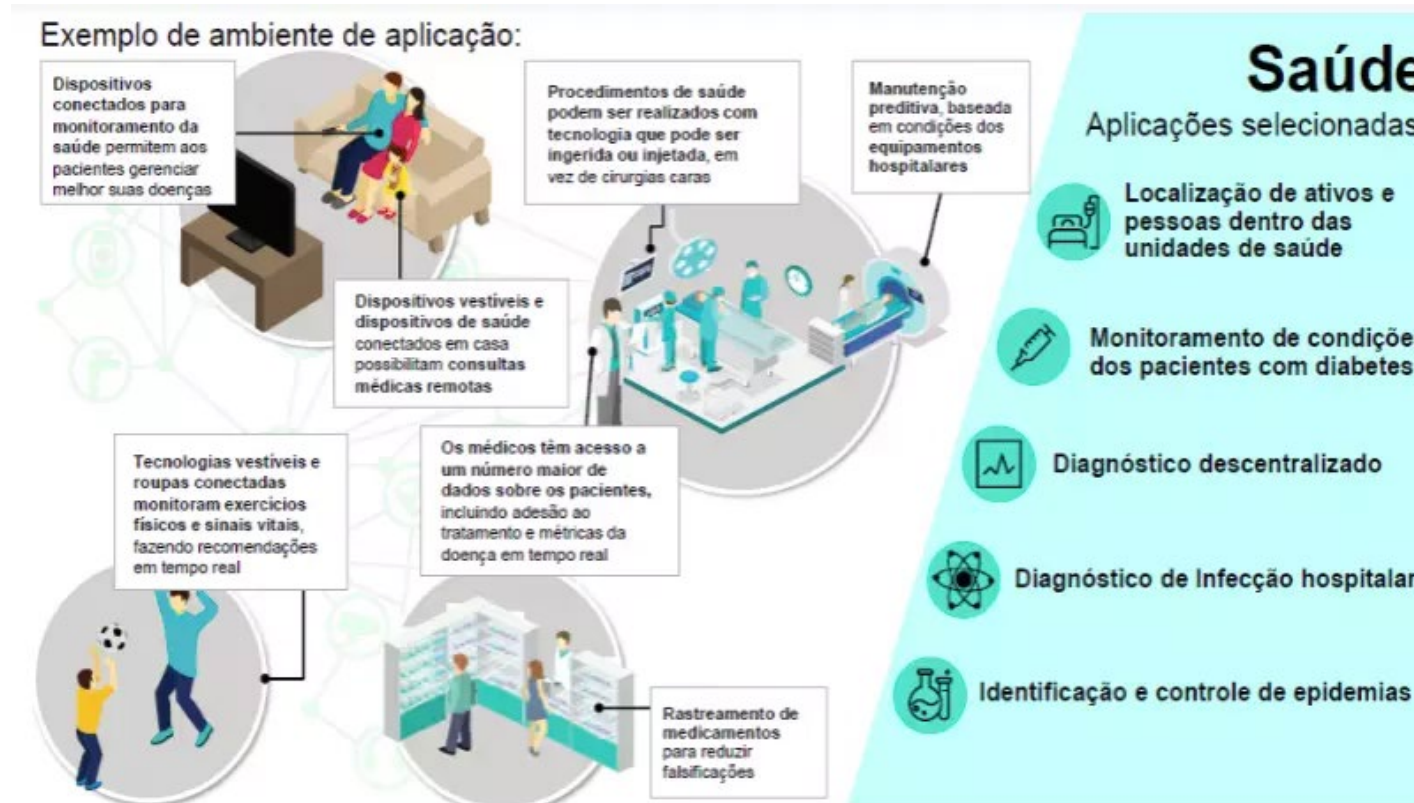 Exemplo de ambiente de aplicação:
Dispositivos
conectados para
monitoramento da
saúde permitem aos
pacientes gerenciar
melhor suas doenças
Procedimentos de saúde
podem ser realizados com
tecnologia que pode ser
ingerida ou injetada, em
vez de cirurgias caras
Manutenção
preditiva, baseada
em condições dos
equipamentos
hospitalares
Dispositivos vestíveis e
dispositivos de saúde
conectados em casa
possibilitam consultas
médicas remotas
Tecnologias vestíveis e
roupas conectadas
monitoram exercícios
físicos e sinais vitais,
fazendo recomendações
em tempo real
Os médicos têm acesso a
um número maior de
dados sobre os pacientes,
incluindo adesão ao
tratamento e métricas da
doença em tempo real
Rastreamento de
medicamentos
para reduzir
falsificações
Saúde
Aplicações selecionadas
Localização de ativos e
pessoas dentro das
unidades de saúde
Monitoramento de condiçõe
dos pacientes com diabetes
Diagnóstico descentralizado
Diagnóstico de Infecção hospitalar
Identificação e controle de epidemias